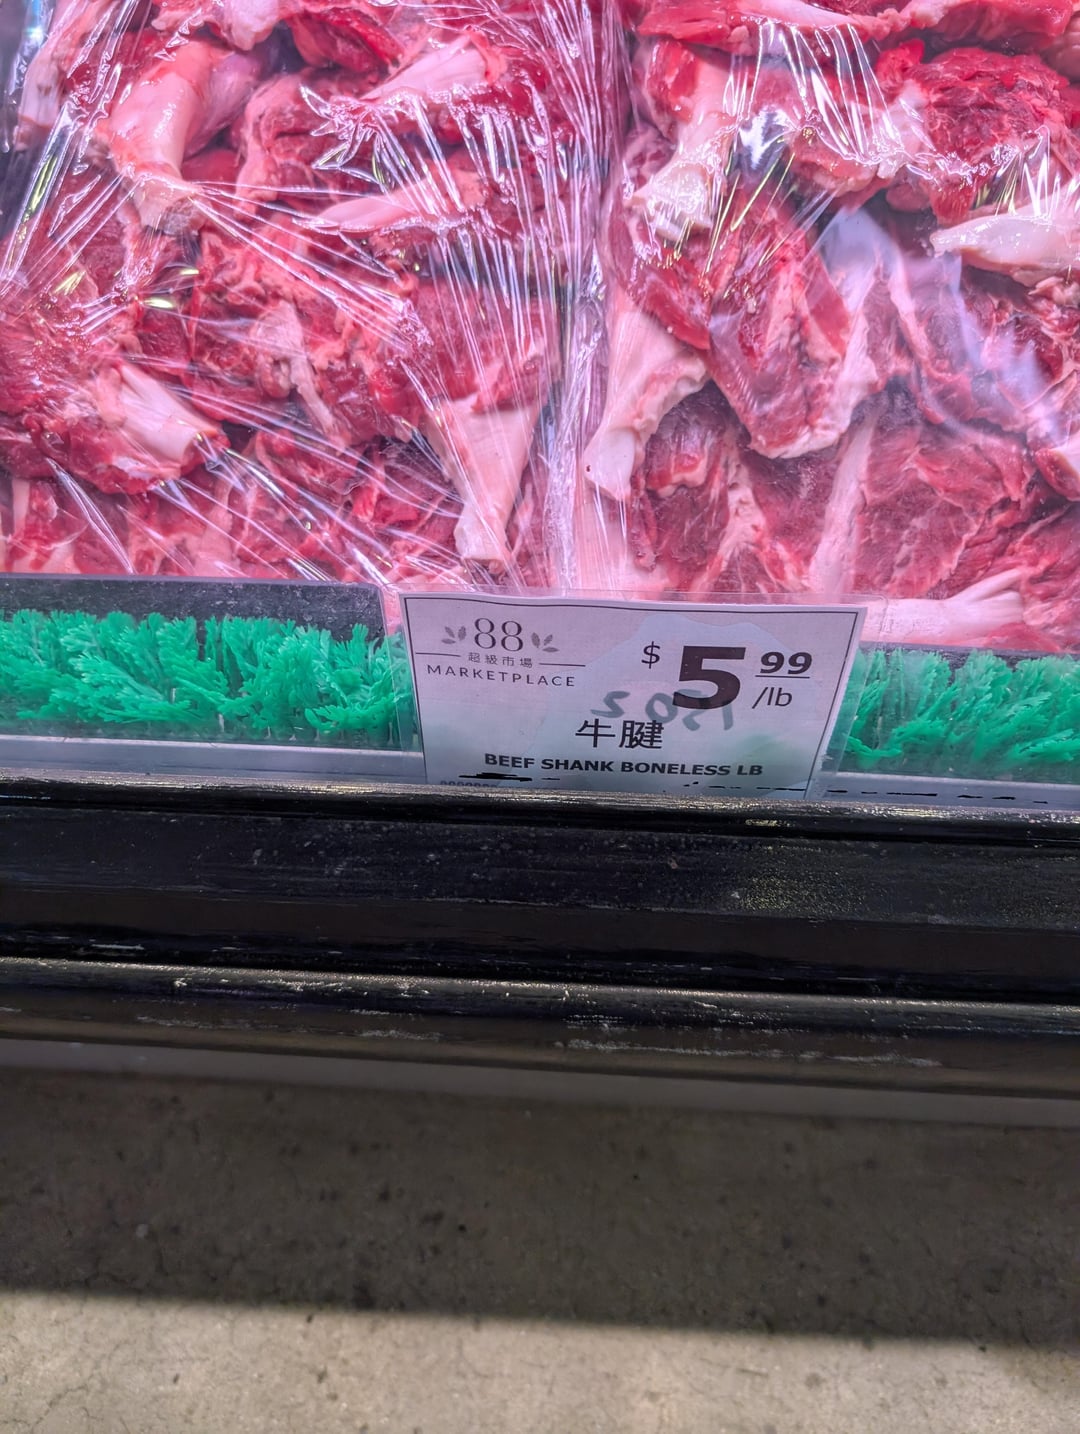 88
超級市場
MARKETPLACE
$5 99
/lb
牛腱
BEEF SHANK BONELESS LB